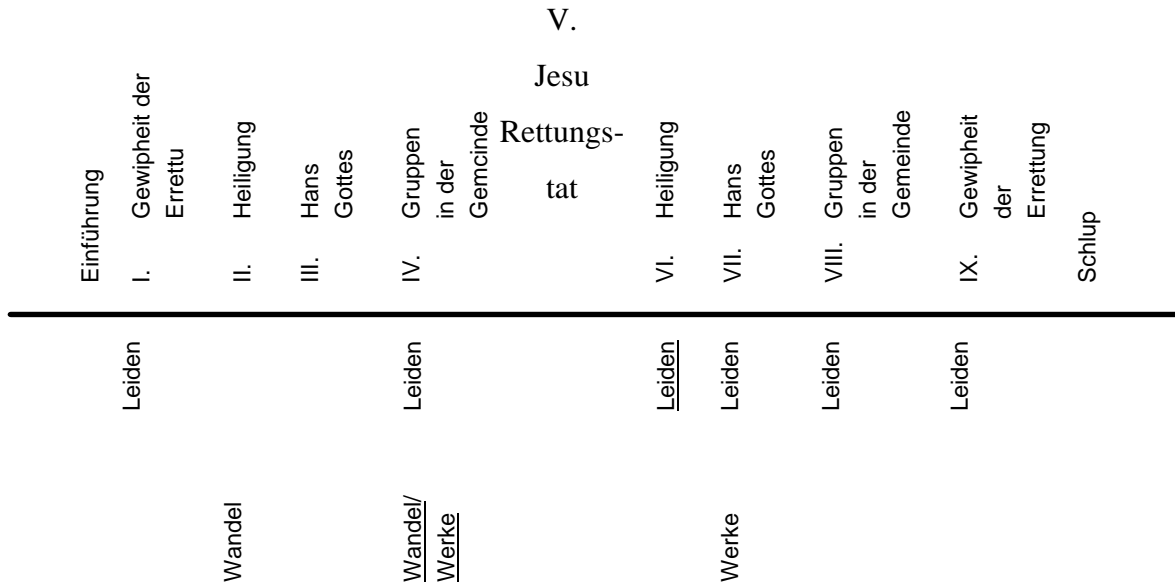 Einführung
I. Gewipheit der
Errettu
II. Heiligung
III. Hans
Gottes
IV. Gruppen
in der
Gemcinde
V.
Jesu
Rettungs-
tat
VI. Heiligung
VII. Hans
Gottes
VIII. Gruppen
in der
Gemeinde
IX. Gewipheit
der
Errettung
Schlup
Leiden
Leiden
Leiden
Leiden
Leiden
Leiden
Wandel
Wandel/
Werke
Werke